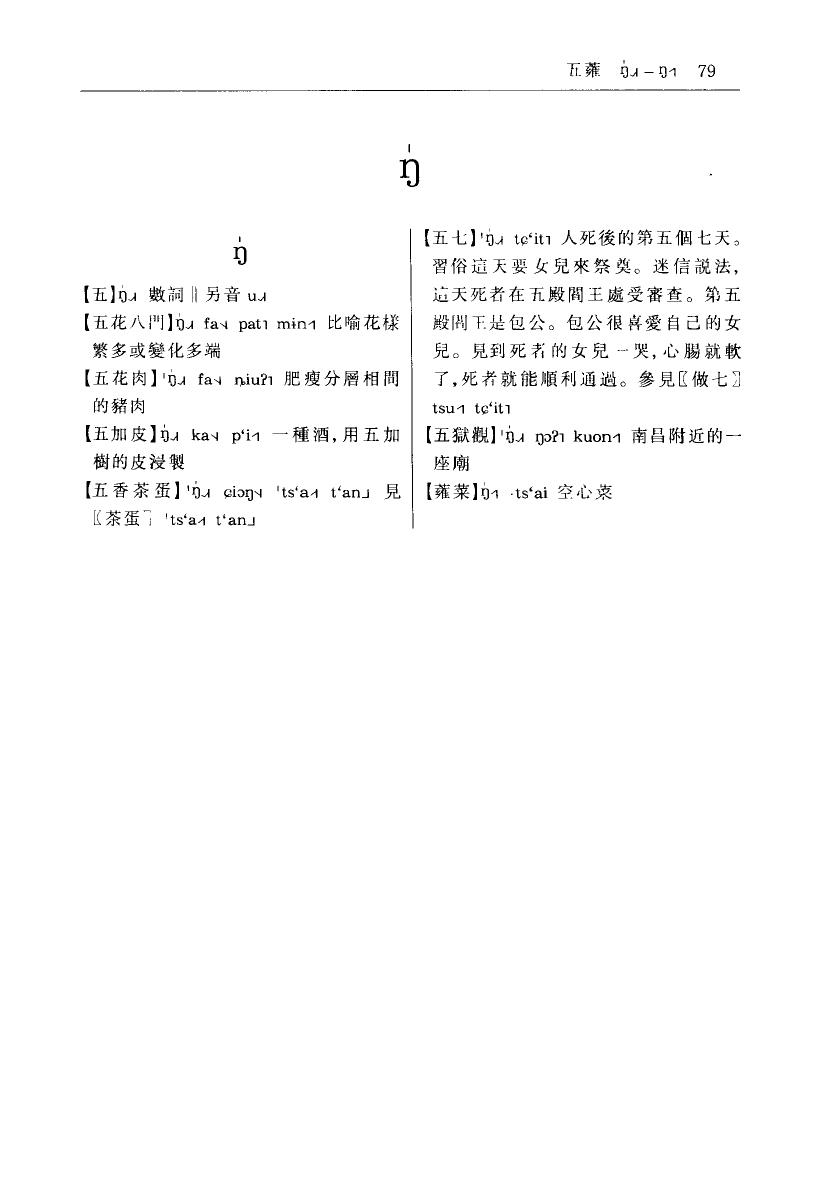 五蕹 ŋ̍˨˩˧–ŋ̍˦˥ 79
ŋ̍
ŋ̍
【五】ŋ̍˨˩˧ 數詞‖另音 u˨˩˧
【五花八門】ŋ̍˨˩˧ fa˦˨ pat˥ mɨn˨˦ 比喻花樣
繁多或變化多端
【五花肉】ˈŋ̍˨˩˧ fa˦˨ ȵiuʔ˥ 肥瘦分層相間
的豬肉
【五加皮】ŋ̍˨˩˧ ka˦˨ pʻi˨˦ 一種酒,用五加
樹的皮浸製
【五香茶蛋】ˈŋ̍˨˩˧ ɕiɔŋ˦˨ ˈtsʻa˨˦ tʻan˨˩ 見
〖茶蛋〗 ˈtsʻa˨˦ tʻan˨˩
【五七】ˈŋ̍˨˩˧ tɕʻit˥ 人死後的第五個七天。
習俗這天要女兒來祭奠。迷信説法,
這天死者在五殿閻王處受審查。第五
殿閻王是包公。包公很喜愛自己的女
兒。見到死者的女兒一哭,心腸就軟
了,死者就能順利通過。參見〖做七〗
tsu˦˥ tɕʻit˥
【五獄觀】ˈŋ̍˨˩˧ ŋɔʔ˥ kuon˦˥ 南昌附近的一
座廟
【蕹菜】ŋ̍˦˥ ·tsʻai 空心菜